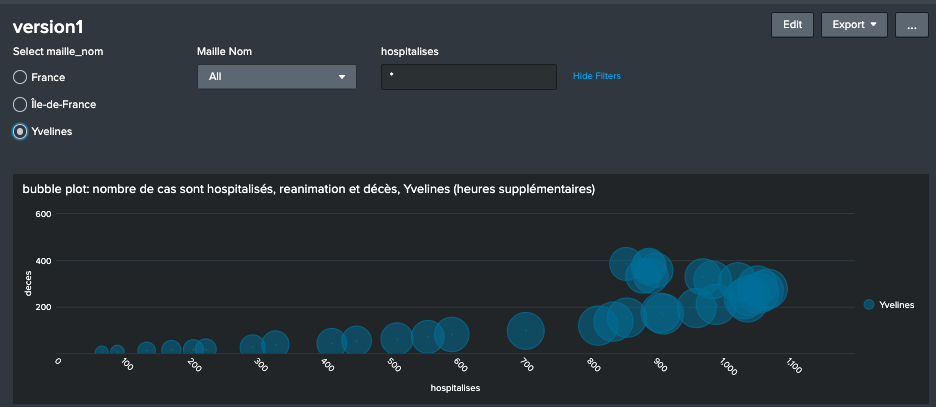 version1
Edit
Export
...
Select maille_nom
Maille Nom
hospitalises
France
All
*
Hide Filters
Île-de-France
Yvelines
bubble plot: nombre de cas sont hospitalisés, reanimation et décès, Yvelines (heures supplémentaires)
600
400
200
deces
Yvelines
0
100
200
300
400
500
600
700
800
900
1,000
1,100
hospitalises